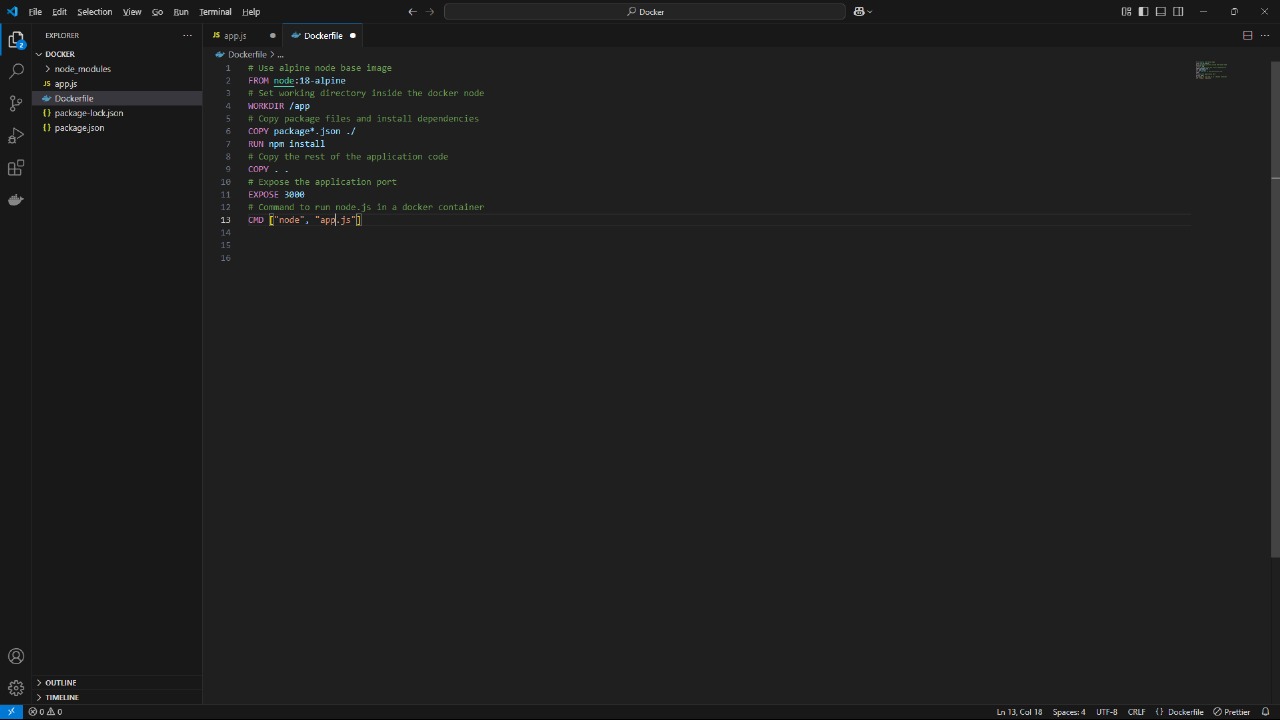 File Edit Selection View Go Run Terminal Help
Docker
2
EXPLORER
DOCKER
node_modules
JS app.js
Dockerfile
{} package-lock.json
{} package.json
OUTLINE
TIMELINE
JS app.js
Dockerfile
Dockerfile > ...
1 # Use alpine node base image
2 FROM node:18-alpine
3 # Set working directory inside the docker node
4 WORKDIR /app
5 # Copy package files and install dependencies
6 COPY package*.json ./
7 RUN npm install
8 # Copy the rest of the application code
9 COPY . .
10 # Expose the application port
11 EXPOSE 3000
12 # Command to run node.js in a docker container
13 CMD ["node", "app.js"]
14
15
16
0 0
Ln 13, Col 18 Spaces: 4 UTF-8 CRLF {} Dockerfile Prettier